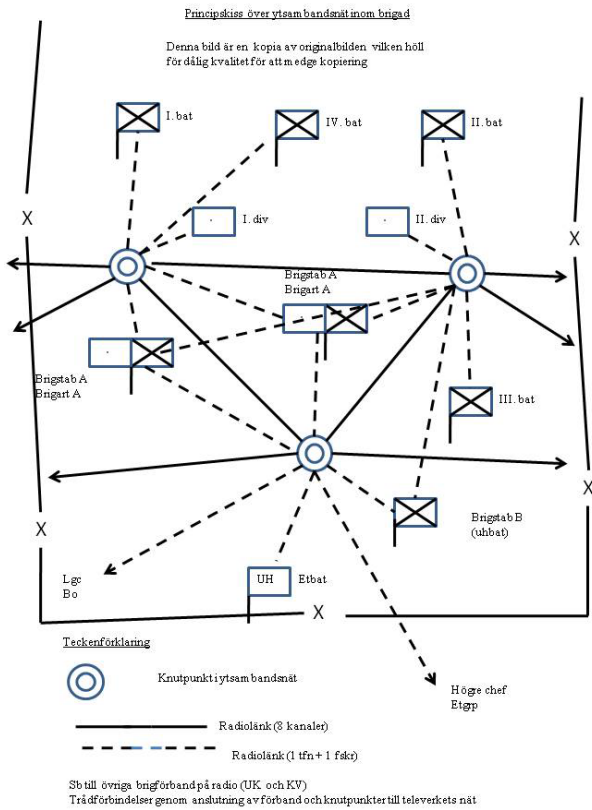 Principskiss över ytsambandsnät inom brigad
Denna bild är en kopia av originalbilden vilken höll
för dålig kvalitet för att medge kopiering
I. bat
IV. bat
II. bat
I. div
II. div
X
X
Brigstab A
Brigart A
Brigstab A
Brigart A
III. bat
X
X
Brigstab B
(uhbat)
Lgc
Bo
UH
Etbat
X
Teckenförklaring
Knutpunkt i ytsambandsnät
Högre chef
Etgrp
Radiolänk (8 kanaler)
Radiolänk (1 tfn + 1 fskr)
Sb till övriga brigförband på radio (UK och KV)
Trådförbindelser genom anslutning av förband och knutpunkter till televerkets nät